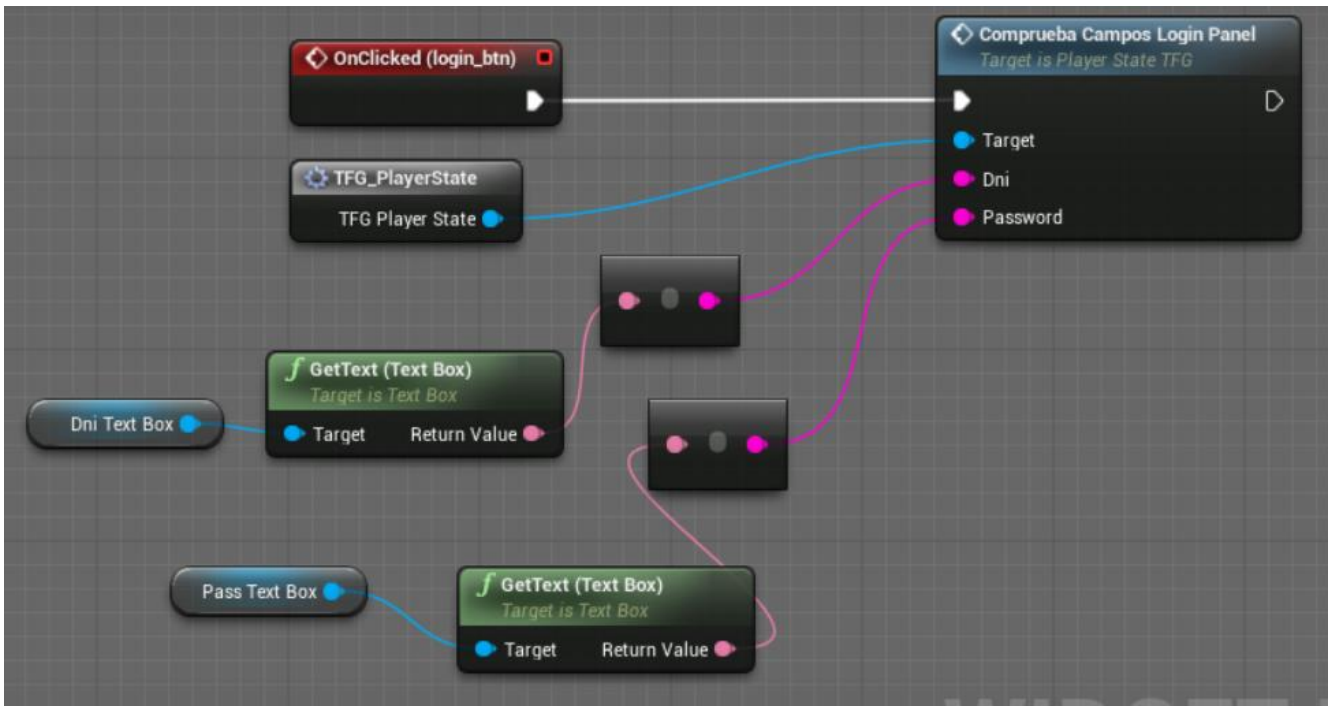 OnClicked (login_btn)
Comprueba Campos Login Panel
Target is Player State TFG
Target
Dni
Password
TFG_PlayerState
TFG Player State
GetText (Text Box)
Target is Text Box
Dni Text Box
Target Return Value
GetText (Text Box)
Target is Text Box
Pass Text Box
Target Return Value